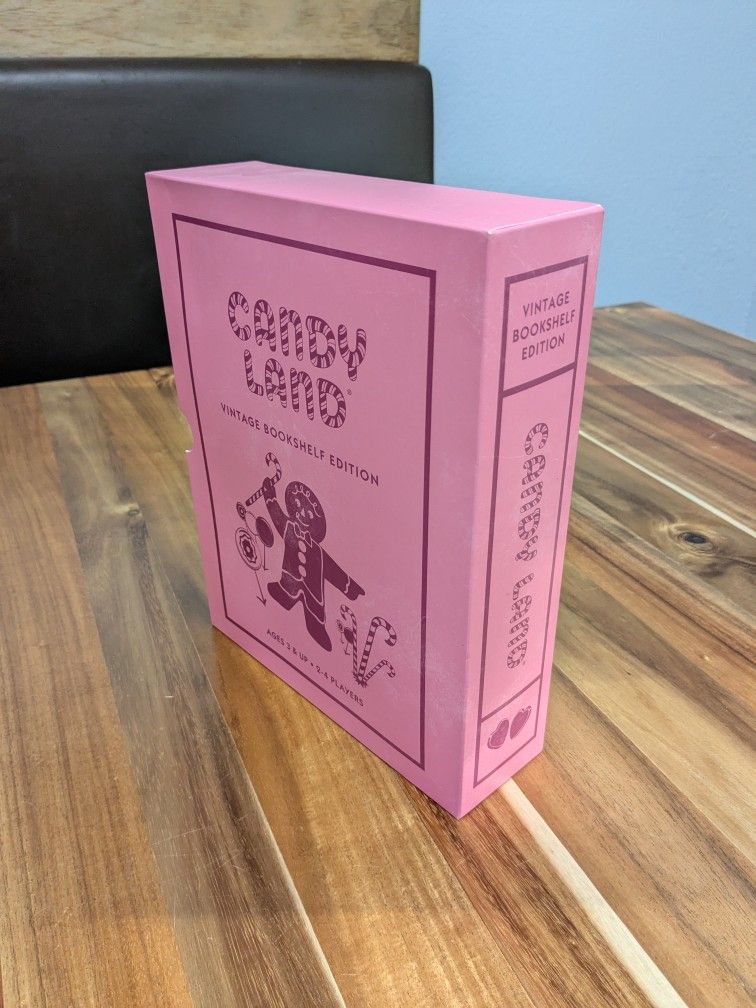 CANDY
LAND®
VINTAGE BOOKSHELF EDITION
AGES 3 & UP • 2-4 PLAYERS
VINTAGE
BOOKSHELF
EDITION
CANDY LAND